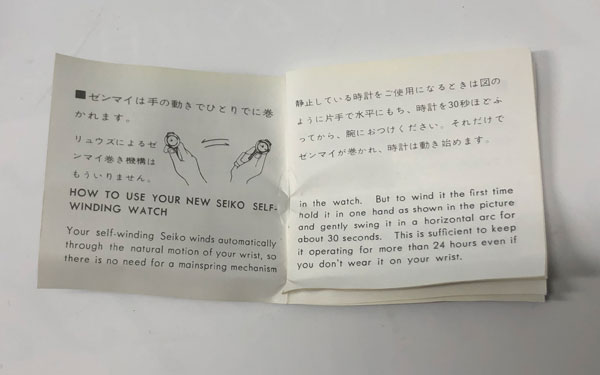 ■ゼンマイは手の動きでひとりでに巻
かれます。
リュウズによるゼ
ンマイ巻き機構は
もういりません。
HOW TO USE YOUR NEW SEIKO SELF-
WINDING WATCH
Your self-winding Seiko winds automatically
through the natural motion of your wrist, so
there is no need for a mainspring mechanism
静止している時計をご使用になるときは図の
ように片手で水平にもち、時計を30秒ほどふ
ってから、腕におつけください。それだけで
ゼンマイが巻かれ、時計は動き始めます。
in the watch. But to wind it the first time
hold it in one hand as shown in the picture
and gently swing it in a horizontal arc for
about 30 seconds. This is sufficient to keep
it operating for more than 24 hours even if
you don't wear it on your wrist.